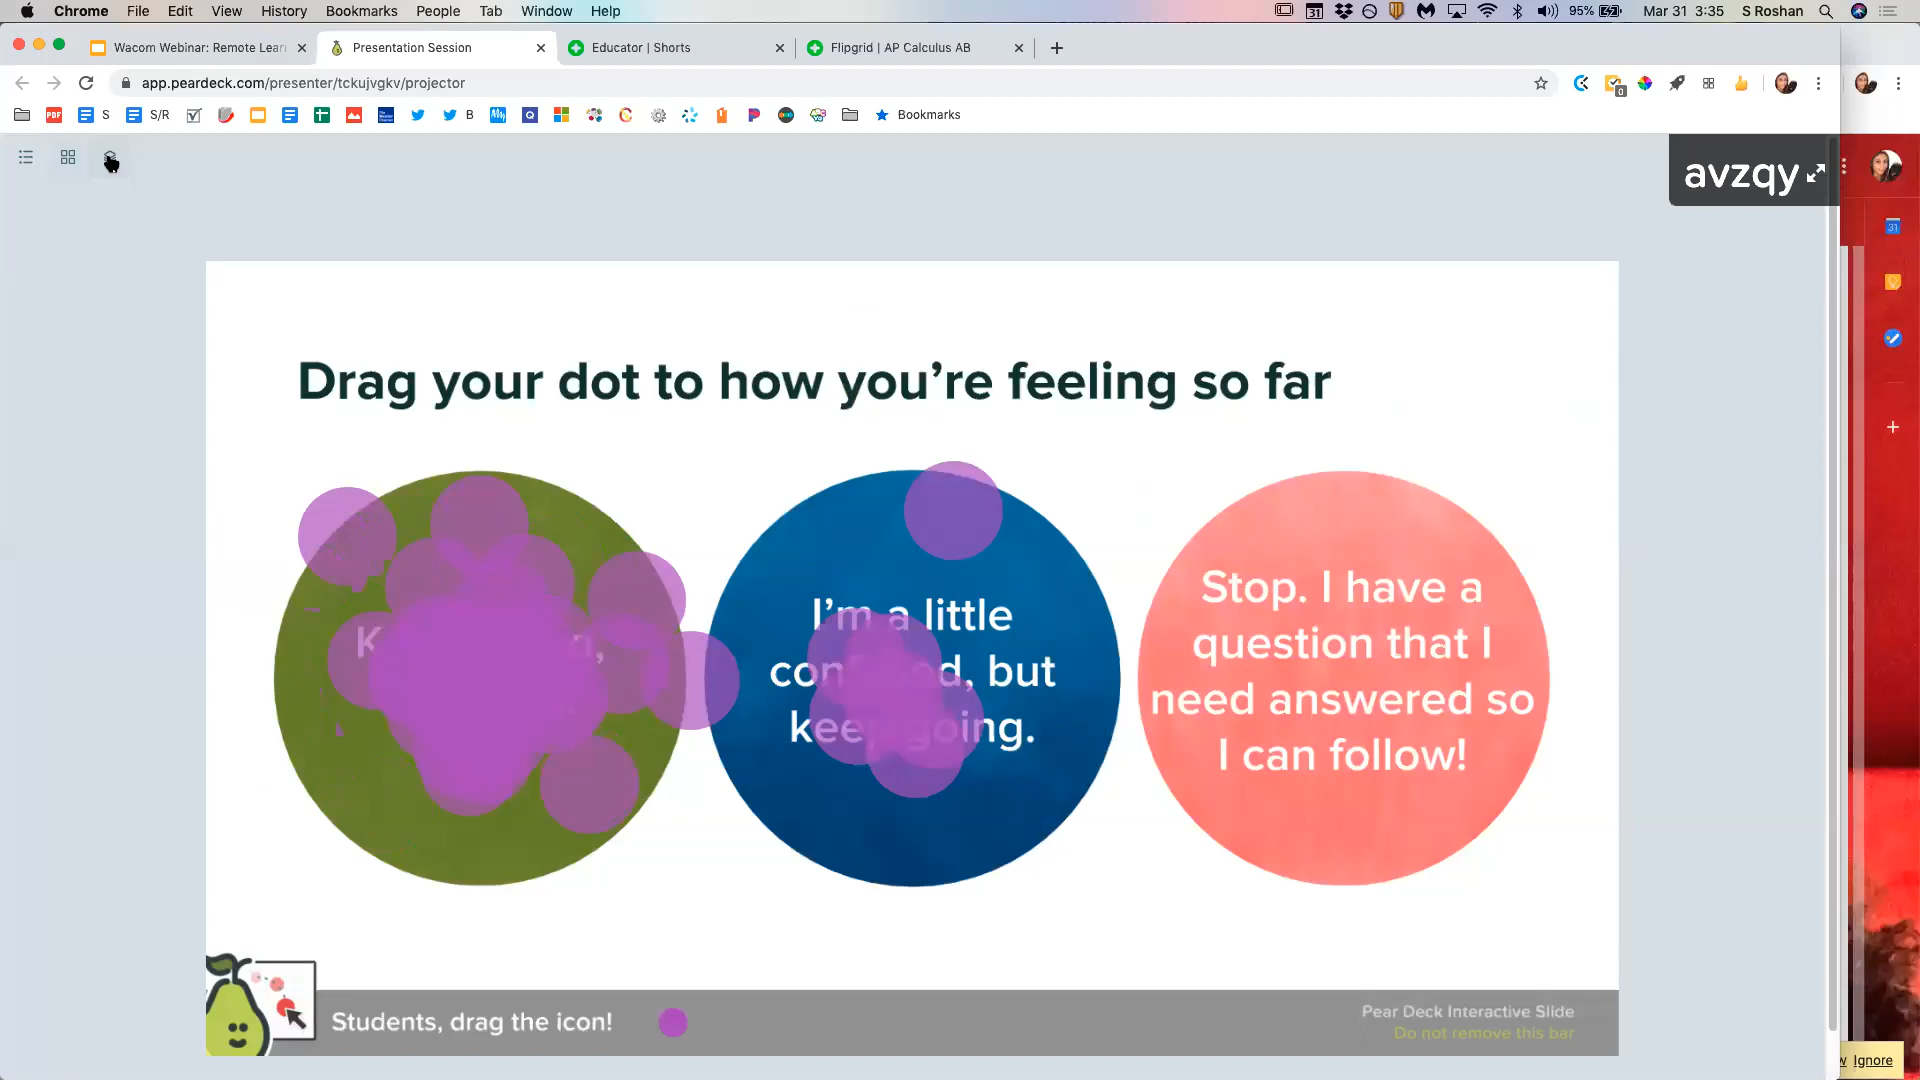 Chrome File Edit View History Bookmarks People Tab Window Help 95% Mar 31 3:35 S Roshan
Wacom Webinar: Remote Lear Presentation Session Educator | Shorts Flipgrid | AP Calculus AB
app.peardeck.com/presenter/tckujvgkv/projector
PDF S S/R B Bookmarks
avzqy
Drag your dot to how you're feeling so far
I'm a little
but
keep going.
Stop. I have a
question that I
need answered so
I can follow!
Students, drag the icon!
Pear Deck Interactive Slide
Do not remove this bar
Ignore